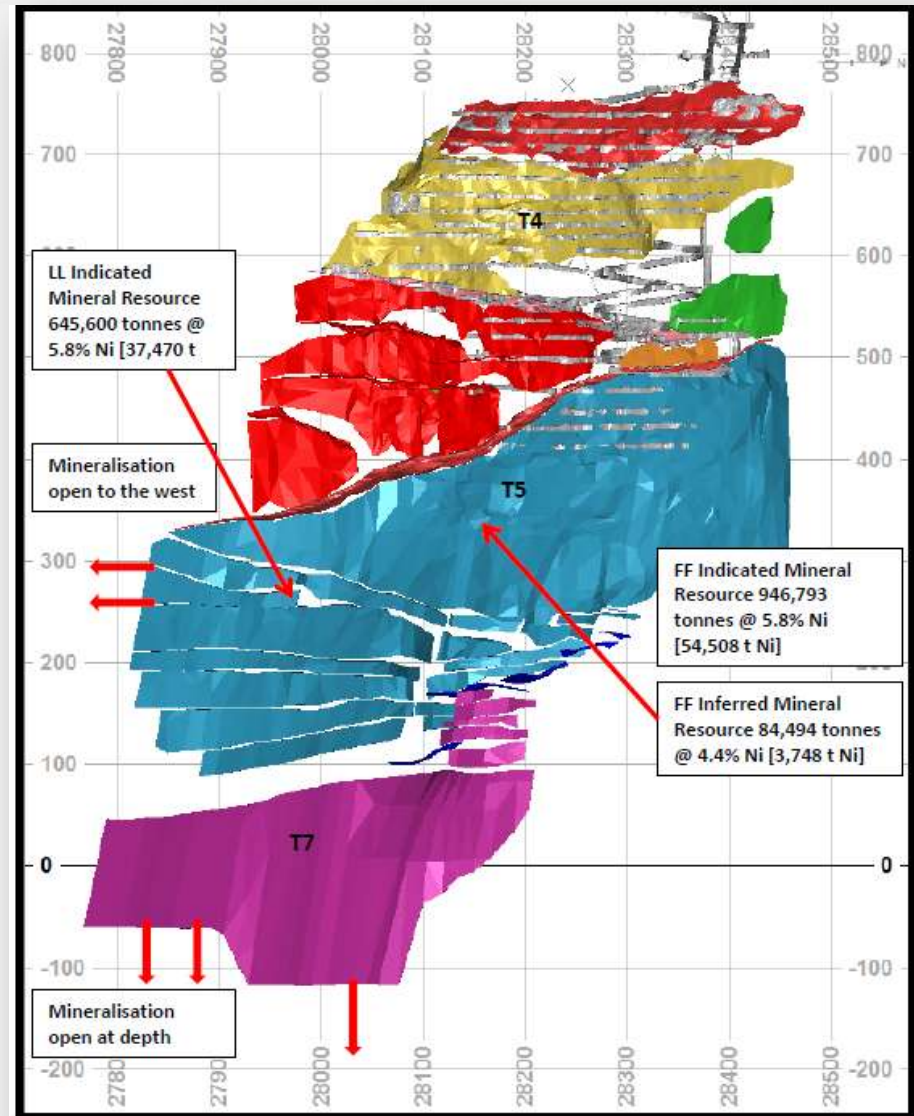 27800
27900
28000
28100
28200
28300
28500
800
800
700
700
T4
600
600
LL Indicated
Mineral Resource
645,600 tonnes @
5.8% Ni [37,470 t
500
500
Mineralisation
open to the west
400
400
T5
300
FF Indicated Mineral
Resource 946,793
tonnes @ 5.8% Ni
[54,508 t Ni]
200
FF Inferred Mineral
Resource 84,494 tonnes
@ 4.4% Ni [3,748 t Ni]
100
100
T7
0
0
-100
-100
Mineralisation
open at depth
-200
-200
28000
28100
28200
28300
28400
28500